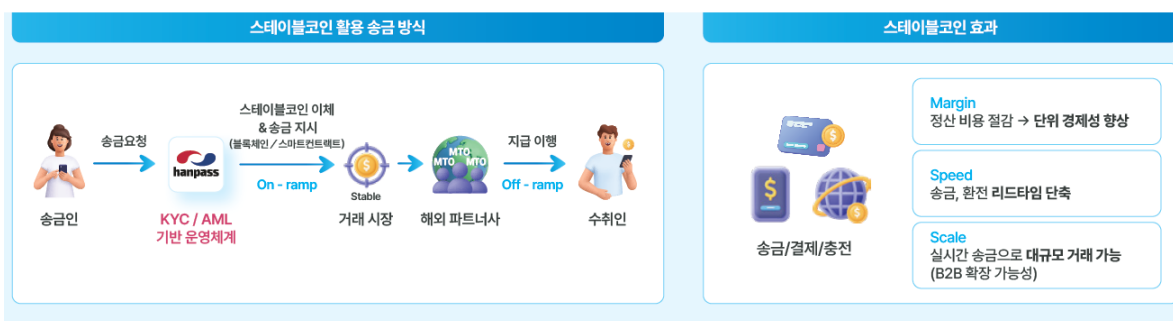 스테이블코인 활용 송금 방식
송금인
송금요청
hanpass
KYC / AML
기반 운영체계
스테이블코인 이체
& 송금 지시
(블록체인/스마트컨트랙트)
On - ramp
Stable
거래 시장
MTO
MTO MTO
해외 파트너사
지급 이행
Off - ramp
수취인
스테이블코인 효과
송금/결제/충전
Margin
정산 비용 절감 → 단위 경제성 향상
Speed
송금, 환전 리드타임 단축
Scale
실시간 송금으로 대규모 거래 가능
(B2B 확장 가능성)